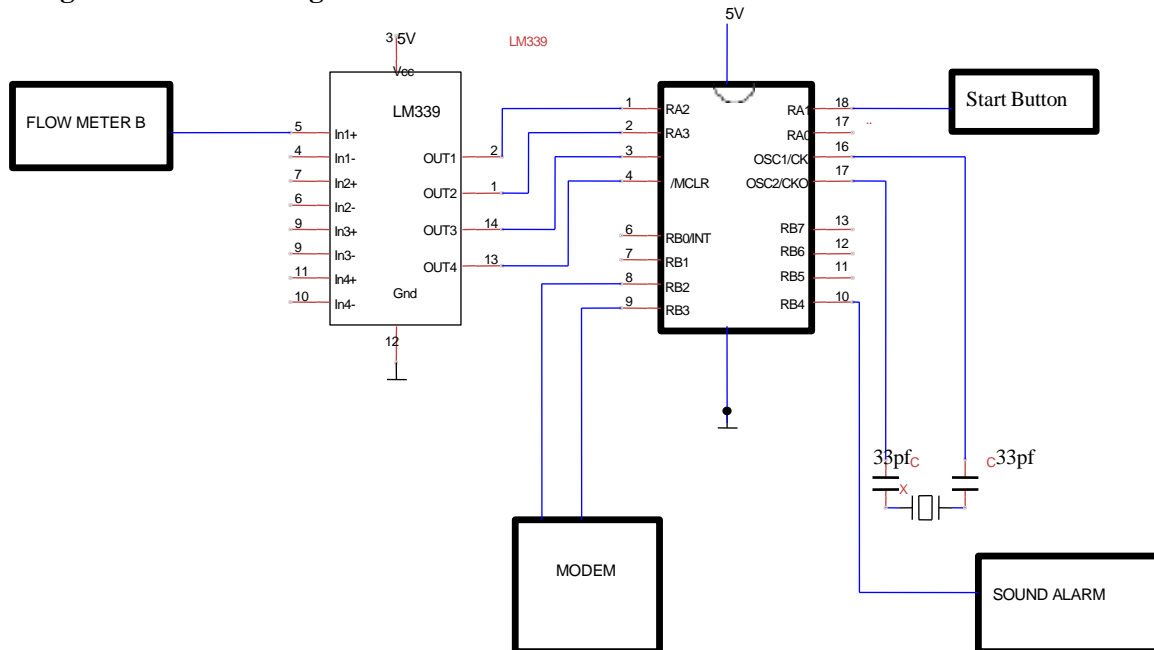 5V
3 5V
LM339
Vcc
LM339
FLOW METER B
Start Button
5 In1+
4 In1-
7 In2+
6 In2-
9 In3+
9 In3-
11 In4+
10 In4-
OUT1 2
OUT2 1
OUT3 14
OUT4 13
Gnd
12
1 RA2
2 RA3
3
4 /MCLR
6 RB0/INT
7 RB1
8 RB2
9 RB3
RA1 18
RA0 17
OSC1/CK 16
OSC2/CKO 17
RB7 13
RB6 12
RB5 11
RB4 10
33pf C
C 33pf
X
MODEM
SOUND ALARM